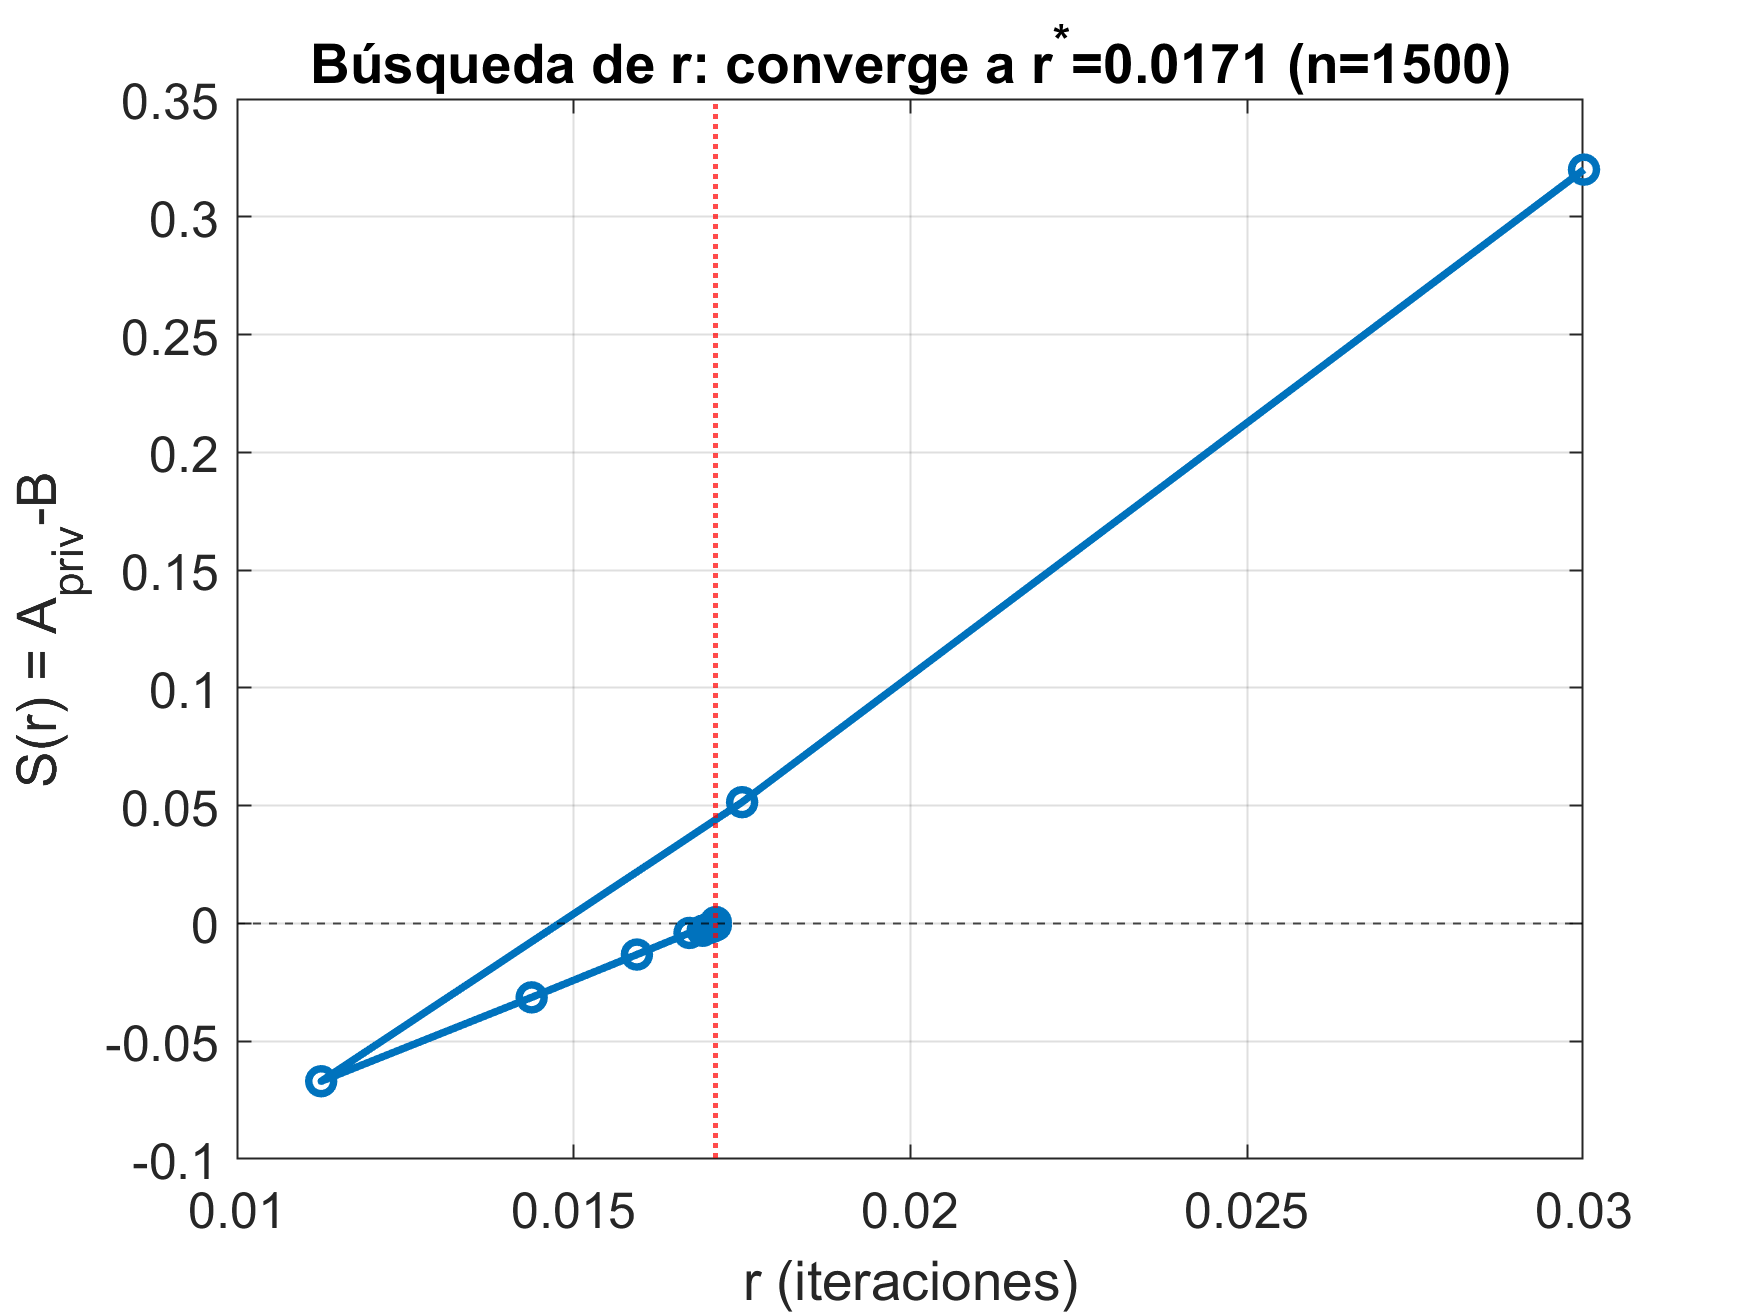 Búsqueda de r: converge a r*=0.0171 (n=1500)
0.35
0.3
0.25
0.2
0.15
0.1
0.05
0
-0.05
-0.1
S(r) = A_priv-B
0.01 0.015 0.02 0.025 0.03
r (iteraciones)